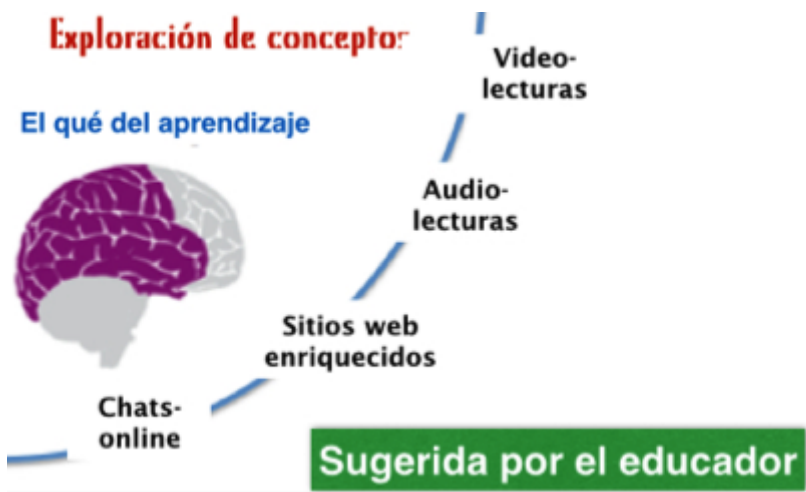 Exploración de conceptos
El qué del aprendizaje
Video-
lecturas
Audio-
lecturas
Sitios web
enriquecidos
Chats-
online
Sugerida por el educador